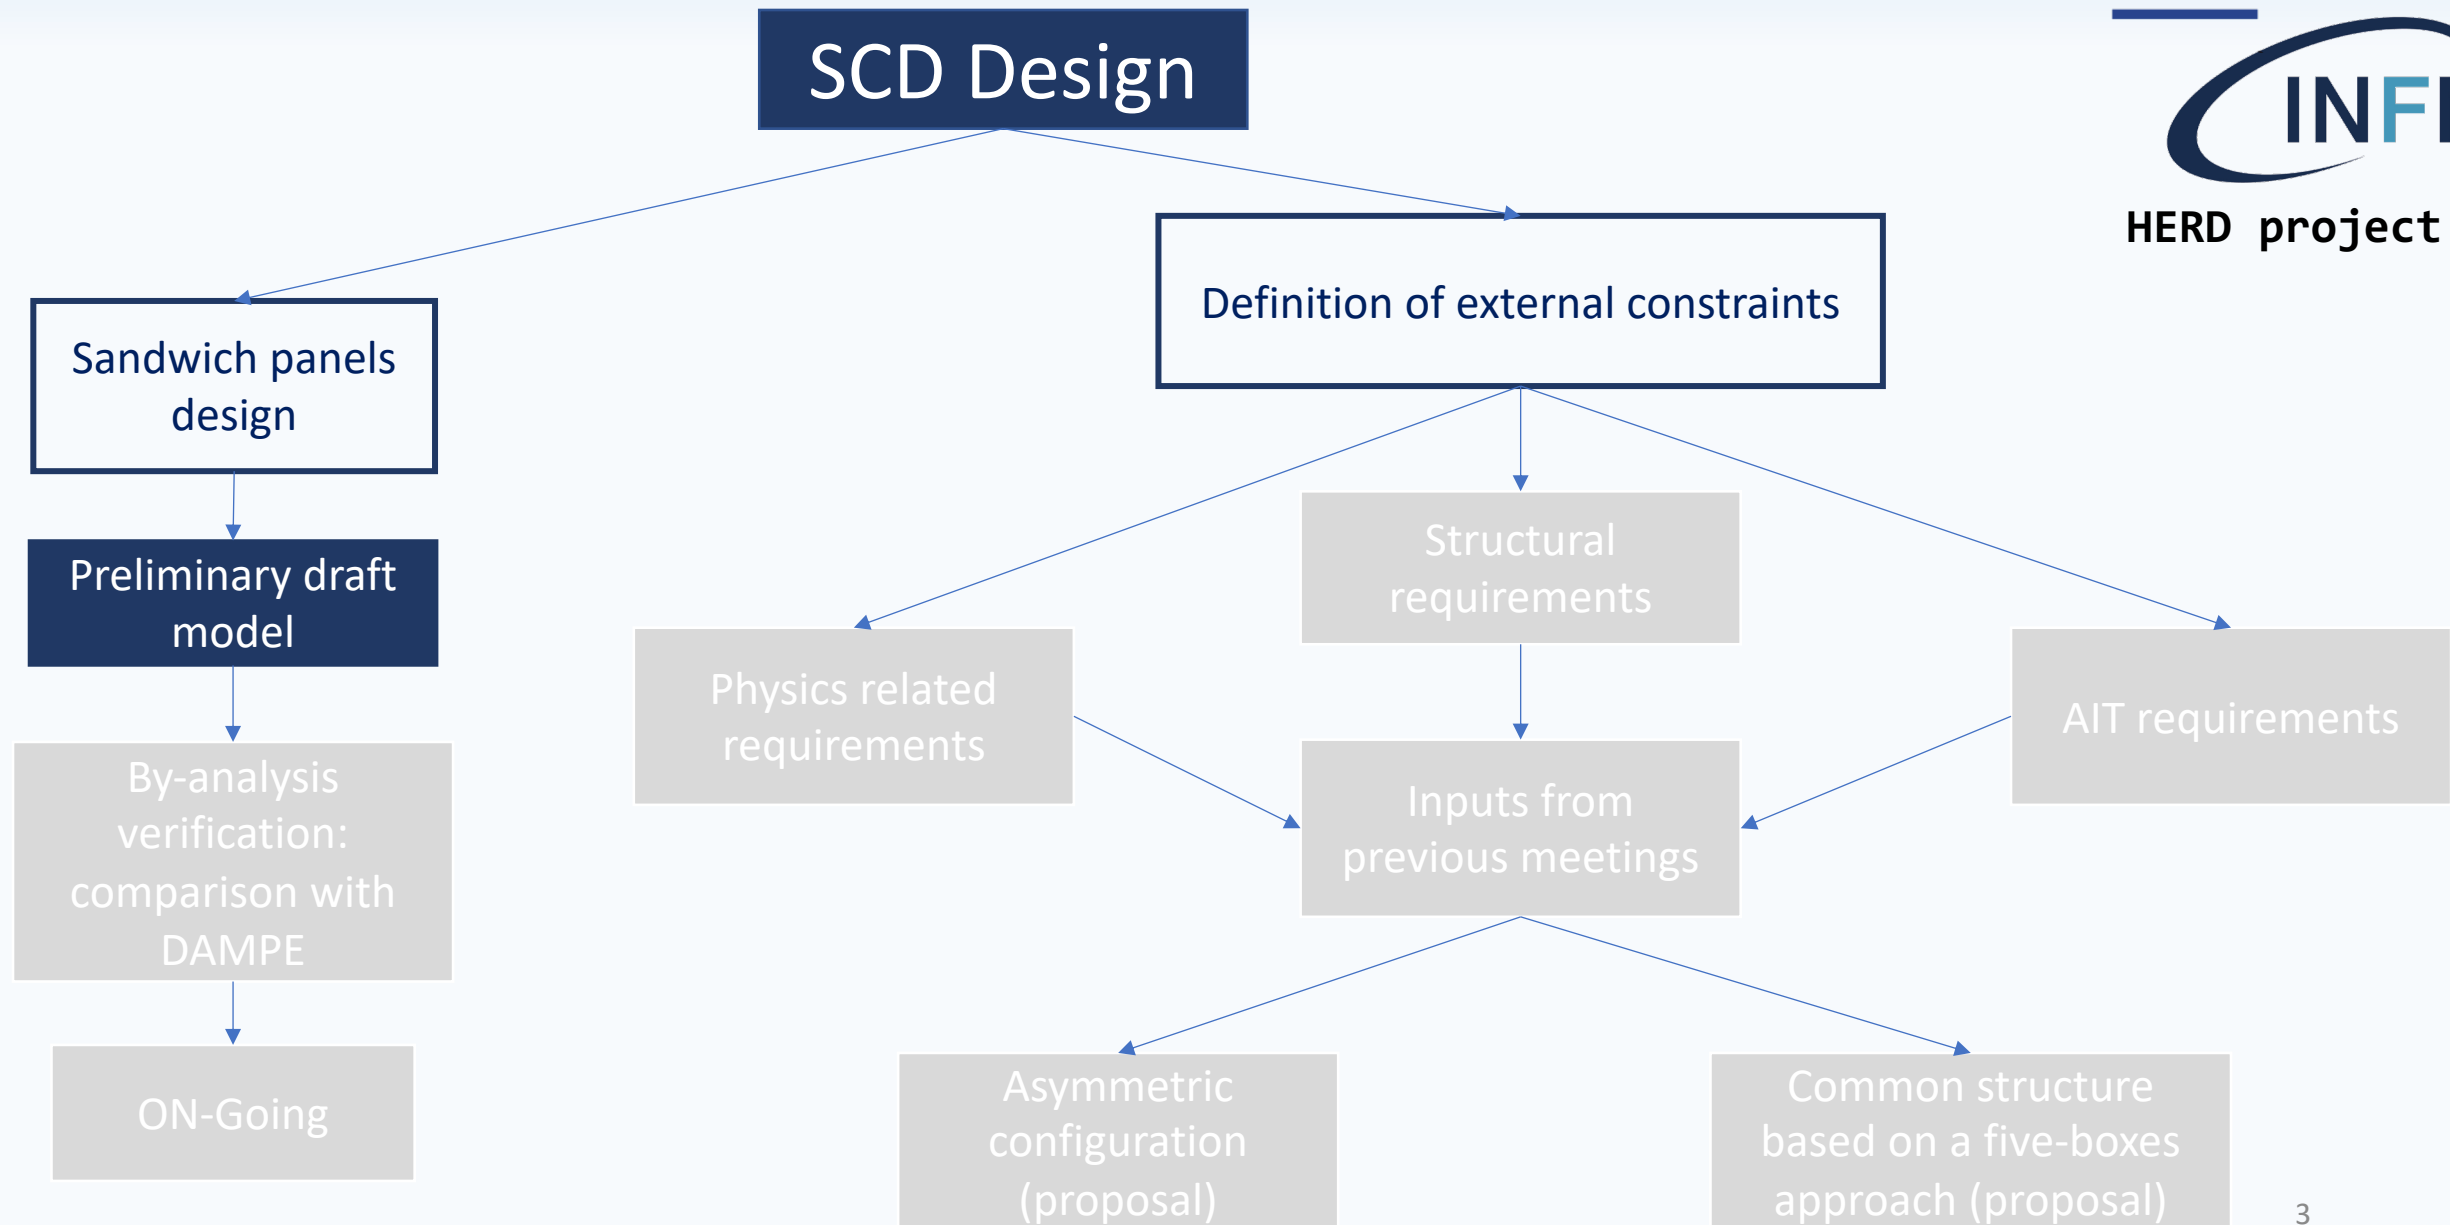 SCD Design
INF
HERD project
Definition of external constraints
Sandwich panels
design
Structural
requirements
Preliminary draft
model
Physics related
requirements
AIT requirements
By-analysis
verification:
comparison with
DAMPE
Inputs from
previous meetings
ON-Going
Asymmetric
configuration
(proposal)
Common structure
based on a five-boxes
approach (proposal)
3